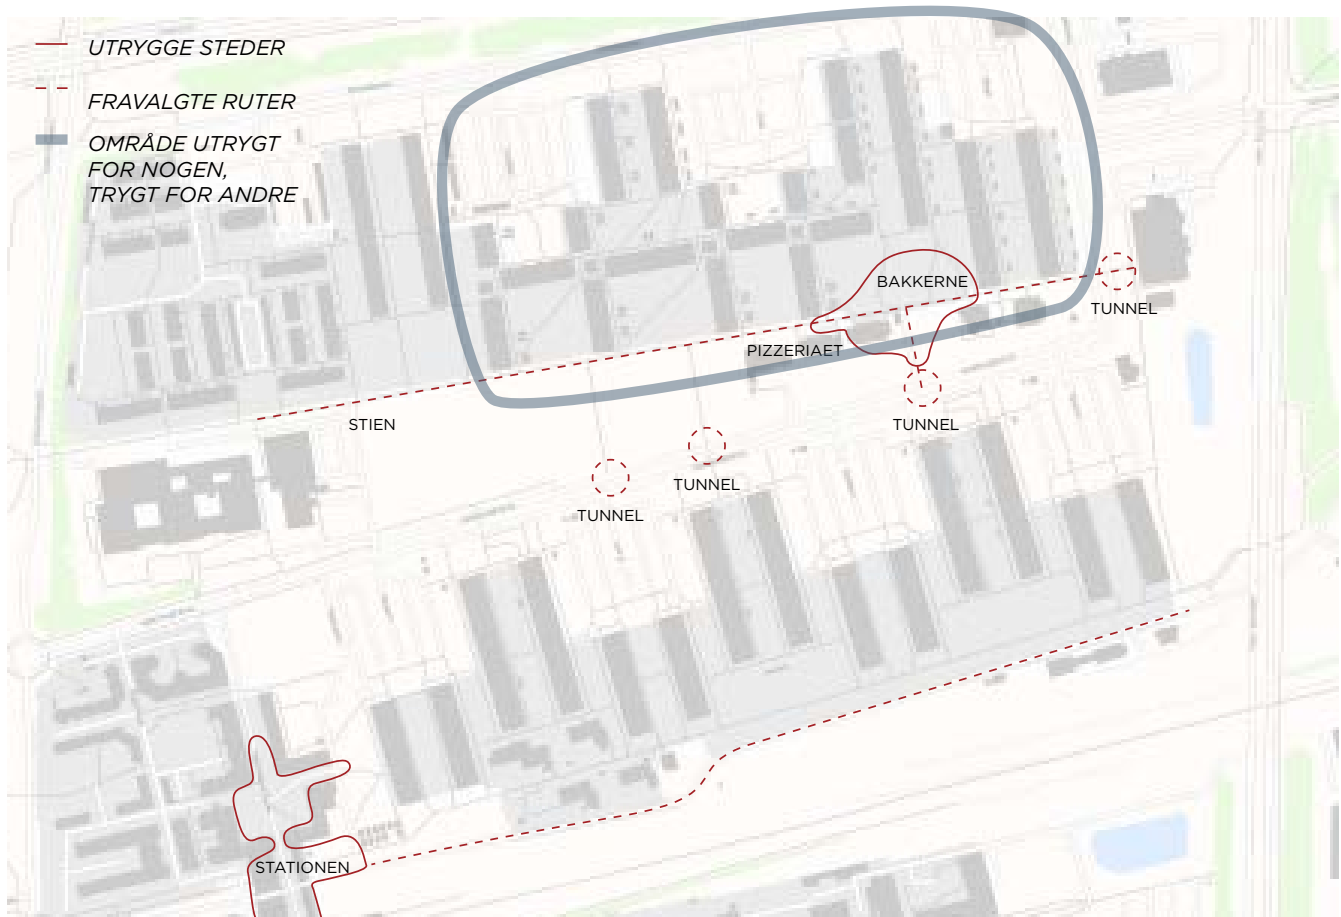 UTRYGGE STEDER
FRAVALGTE RUTER
OMRÅDE UTRYGT
FOR NOGEN,
TRYGT FOR ANDRE
BAKKERNE
TUNNEL
PIZZERIAET
STIEN
TUNNEL
TUNNEL
TUNNEL
STATIONEN